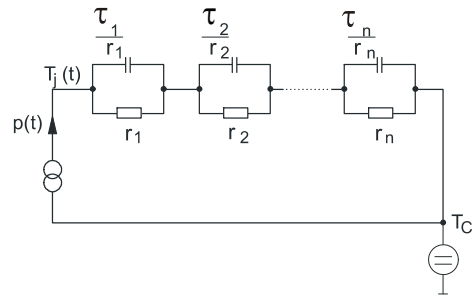 τ1 τ2 τn
r1 r2 rn
Tj (t)
p(t)
r1 r2 rn
TC